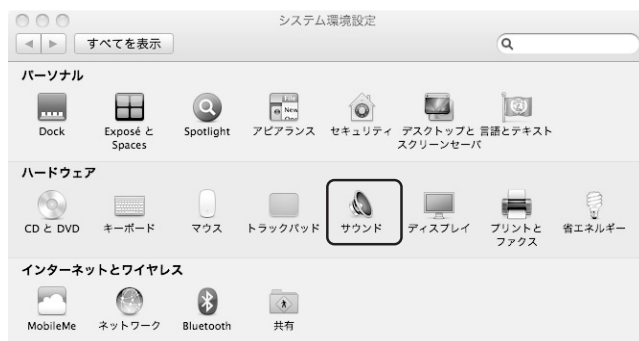 システム環境設定
すべてを表示
パーソナル
Dock
Exposé と
Spaces
Spotlight
アピアランス
セキュリティ
デスクトップと
スクリーンセーバ
言語とテキスト
ハードウェア
CD と DVD
キーボード
マウス
トラックパッド
サウンド
ディスプレイ
プリントと
ファクス
省エネルギー
インターネットとワイヤレス
MobileMe
ネットワーク
Bluetooth
共有